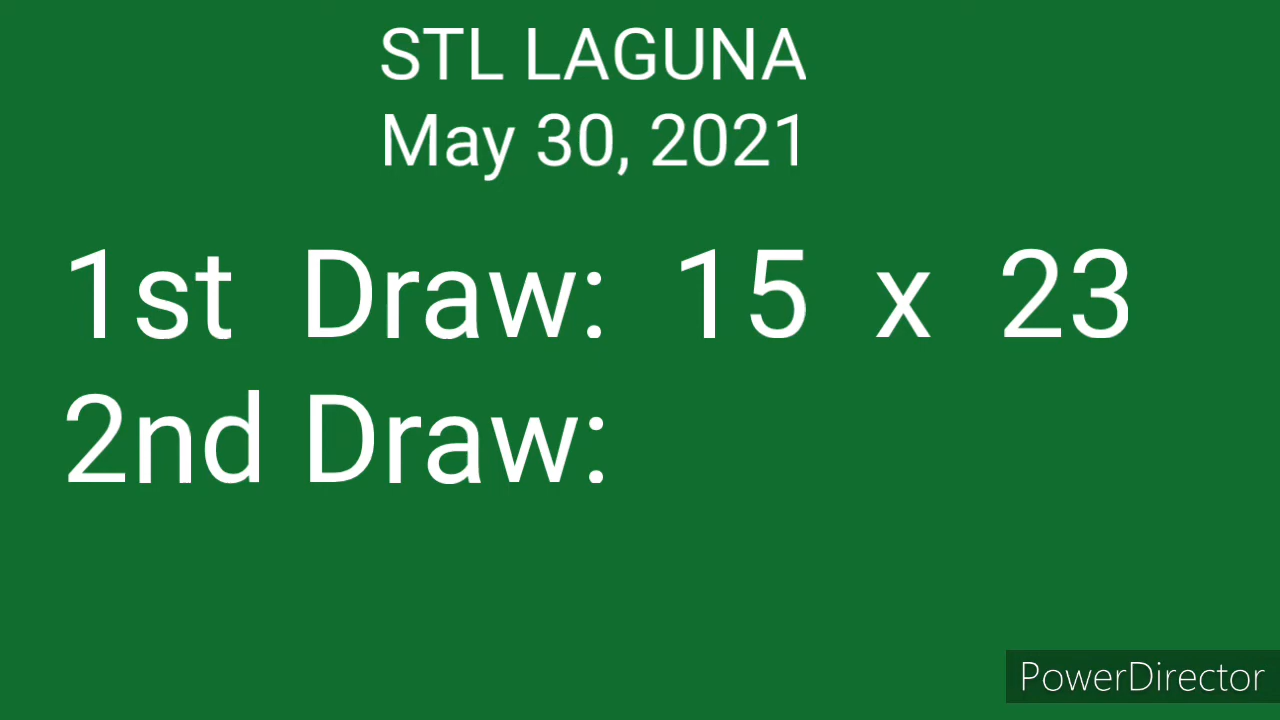 STL LAGUNA
May 30, 2021
1st Draw: 15 x 23
2nd Draw:
PowerDirector